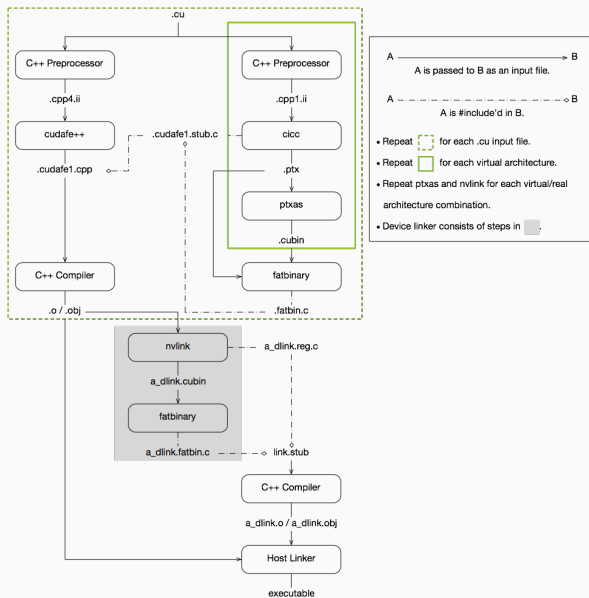 .cu
C++ Preprocessor
C++ Preprocessor
.cpp4.ii
.cpp1.ii
cudafe++
.cudafe1.stub.c
cicc
.cudafe1.cpp
.ptx
ptxas
.cubin
C++ Compiler
fatbinary
.o / .obj
.fatbin.c
nvlink
a_dlink.reg.c
a_dlink.cubin
fatbinary
a_dlink.fatbin.c
link.stub
C++ Compiler
a_dlink.o / a_dlink.obj
Host Linker
executable
A B
A is passed to B as an input file.
A B
A is #include'd in B.
• Repeat for each .cu input file.
• Repeat for each virtual architecture.
• Repeat ptxas and nvlink for each virtual/real
architecture combination.
• Device linker consists of steps in .